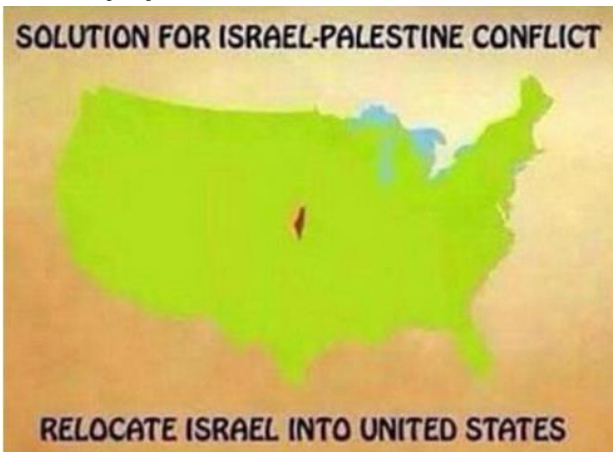 SOLUTION FOR ISRAEL-PALESTINE CONFLICT
RELOCATE ISRAEL INTO UNITED STATES